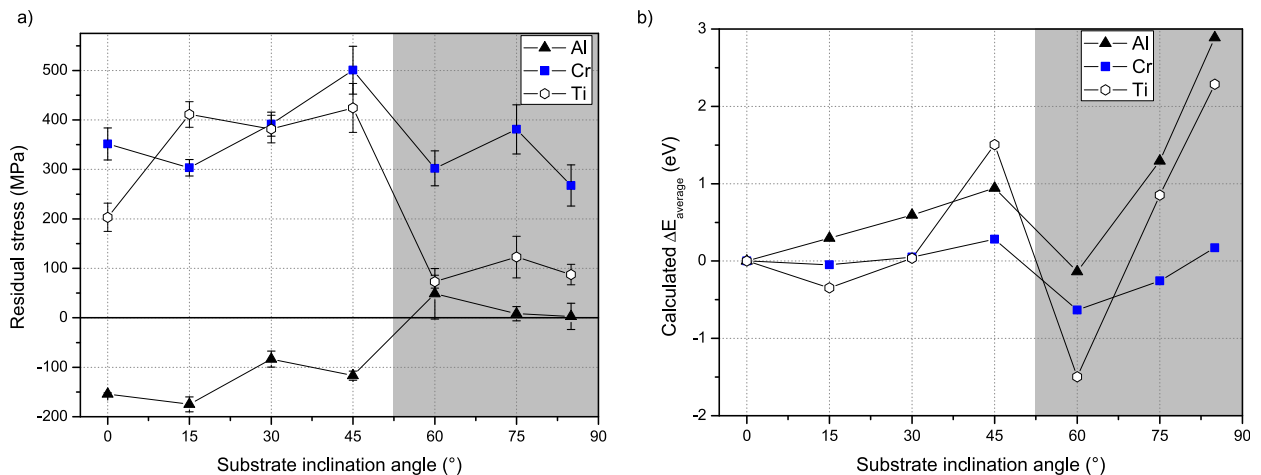 a)
500
400
300
200
100
0
-100
-200
Residual stress (MPa)
Al
Cr
Ti
0 15 30 45 60 75 90
Substrate inclination angle (°)
b)
3
2
1
0
-1
-2
Calculated ΔE_average (eV)
Al
Cr
Ti
0 15 30 45 60 75 90
Substrate inclination angle (°)